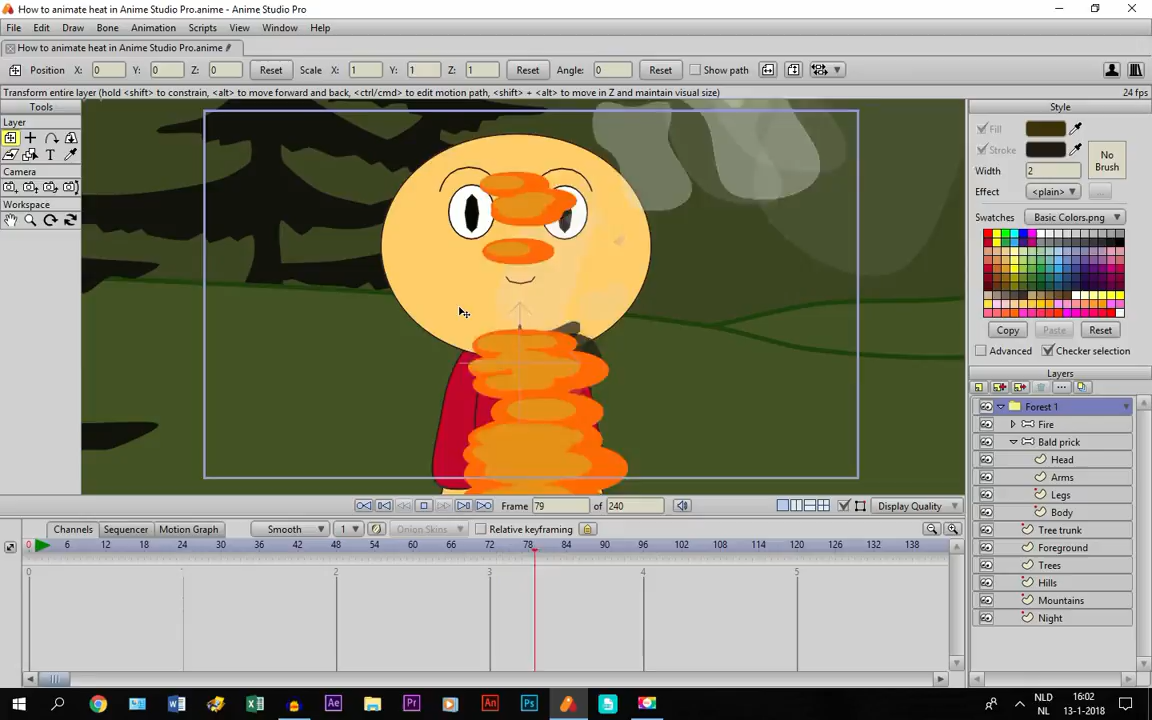 How to animate heat in Anime Studio Pro.anime - Anime Studio Pro
File Edit Draw Bone Animation Scripts View Window Help
How to animate heat in Anime Studio Pro.anime
Position X: 0 Y: 0 Z: 0 Reset Scale X: 1 Y: 1 Z: 1 Reset Angle: 0 Reset Show path
Transform entire layer (hold <shift> to constrain, <alt> to move forward and back, <ctrl/cmd> to edit motion path, <shift> + <alt> to move in Z and maintain visual size) 24 fps
Tools
Layer
Camera
Workspace
Style
Fill
Stroke
No Brush
Width 2
Effect <plain> ...
Swatches Basic Colors.png
Copy Paste Reset
Advanced Checker selection
Layers
Forest 1
Fire
Bald prick
Head
Arms
Legs
Body
Tree trunk
Foreground
Trees
Hills
Mountains
Night
Frame 79 of 240 Display Quality
Channels Sequencer Motion Graph Smooth 1 Onion Skins Relative keyframing
0 6 12 18 24 30 36 42 48 54 60 66 72 78 84 90 96 102 108 114 120 126 132 138
0 1 2 3 4 5
Ae Pr An Ps
NLD 16:02
NL 13-1-2018